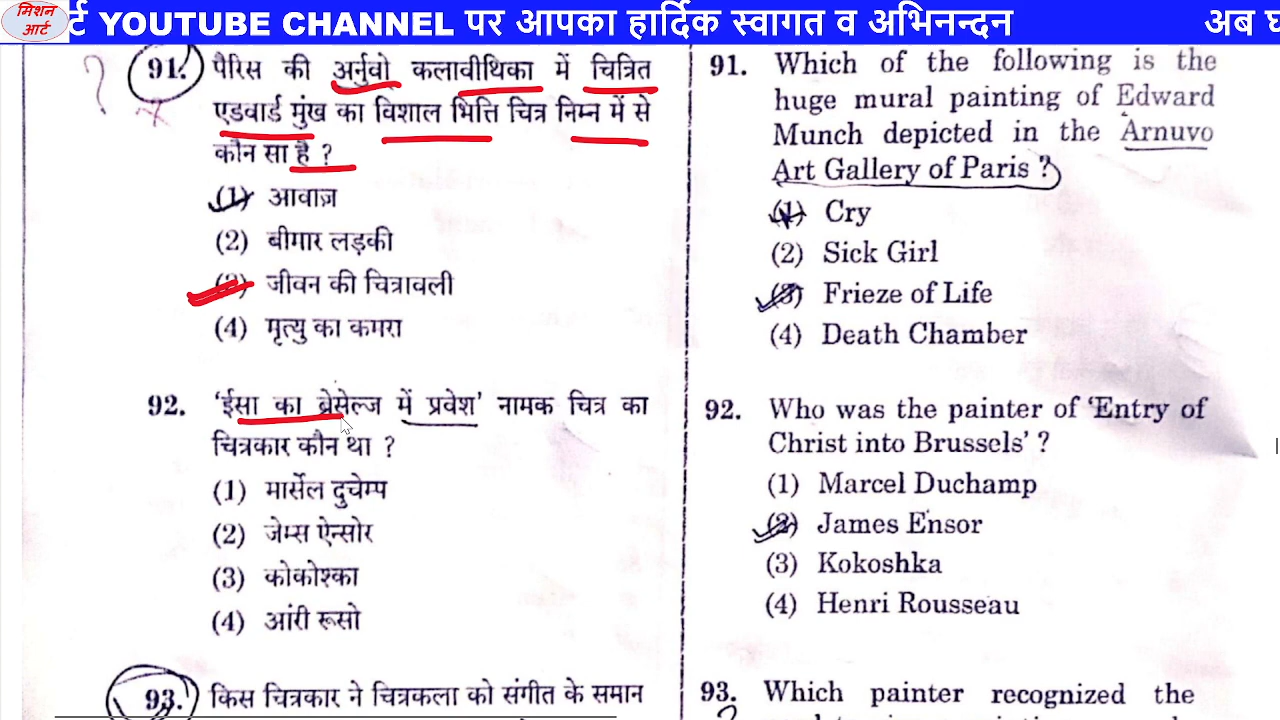 मिशन
आर्ट
र्ट YOUTUBE CHANNEL पर आपका हार्दिक स्वागत व अभिनन्दन
अब
?
91. पैरिस की अर्नुवो कलावीथिका में चित्रित
एडवार्ड मुंख का विशाल भित्ति चित्र निम्न में से
कौन सा है ?
(1) आवाज़
(2) बीमार लड़की
(3) जीवन की चित्रावली
(4) मृत्यु का कमरा
92. 'ईसा का ब्रेसेल्ज में प्रवेश' नामक चित्र का
चित्रकार कौन था ?
(1) मार्सेल दुचेम्प
(2) जेम्स ऐन्सोर
(3) कोकोश्का
(4) आंरी रूसो
93. किस चित्रकार ने चित्रकला को संगीत के समान
91. Which of the following is the
huge mural painting of Edward
Munch depicted in the Arnuvo
Art Gallery of Paris ?
(1) Cry
(2) Sick Girl
(3) Frieze of Life
(4) Death Chamber
92. Who was the painter of 'Entry of
Christ into Brussels' ?
(1) Marcel Duchamp
(2) James Ensor
(3) Kokoshka
(4) Henri Rousseau
93. Which painter recognized the